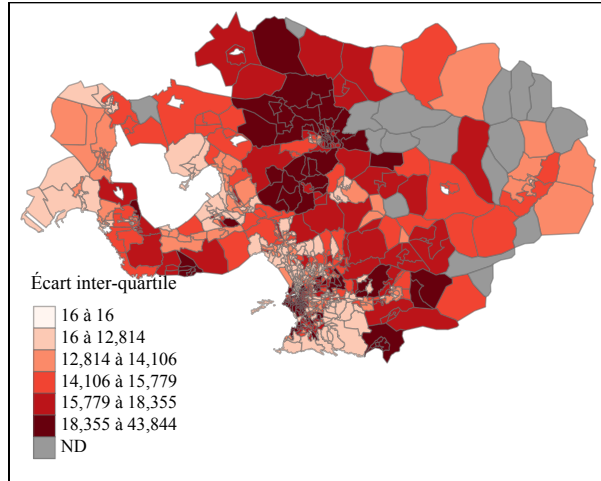 Écart inter-quartile
16 à 16
16 à 12,814
12,814 à 14,106
14,106 à 15,779
15,779 à 18,355
18,355 à 43,844
ND